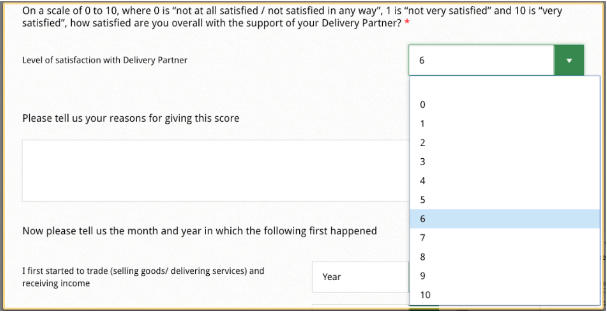 On a scale of 0 to 10, where 0 is “not at all satisfied / not satisfied in any way”, 1 is “not very satisfied” and 10 is “very
satisfied”, how satisfied are you overall with the support of your Delivery Partner? *
Level of satisfaction with Delivery Partner
6
0
1
2
3
4
5
6
7
8
9
10
Please tell us your reasons for giving this score
Now please tell us the month and year in which the following first happened
I first started to trade (selling goods/ delivering services) and
receiving income
Year